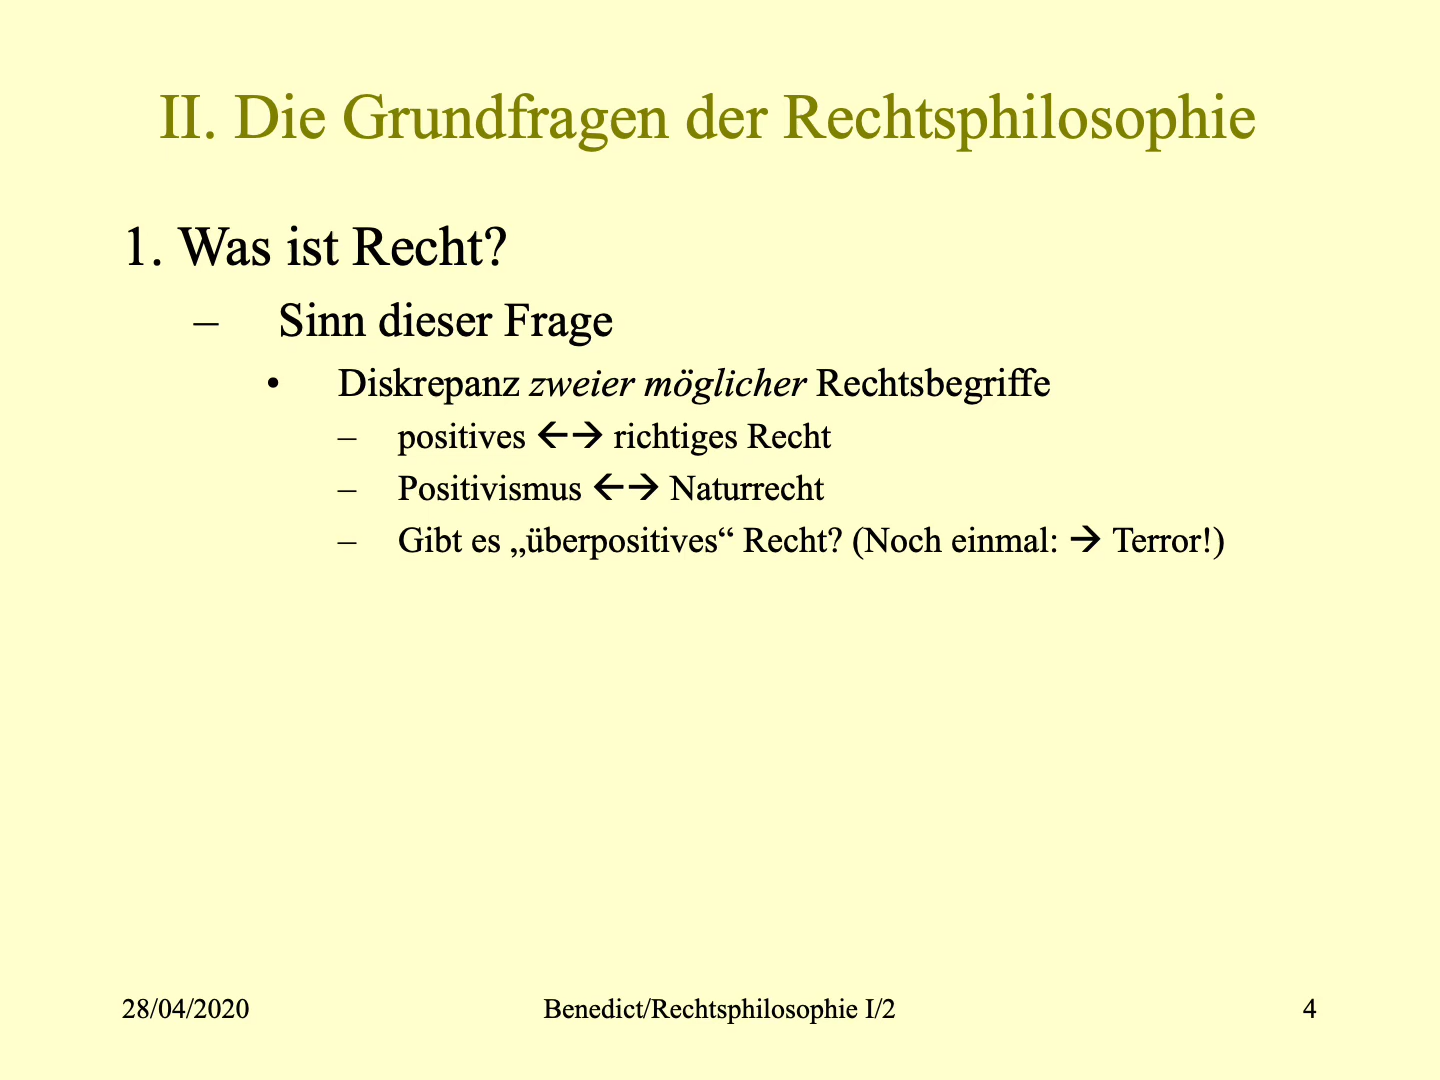 II. Die Grundfragen der Rechtsphilosophie
1. Was ist Recht?
– Sinn dieser Frage
• Diskrepanz zweier möglicher Rechtsbegriffe
– positives ←→ richtiges Recht
– Positivismus ←→ Naturrecht
– Gibt es „überpositives“ Recht? (Noch einmal: → Terror!)
28/04/2020 Benedict/Rechtsphilosophie I/2 4